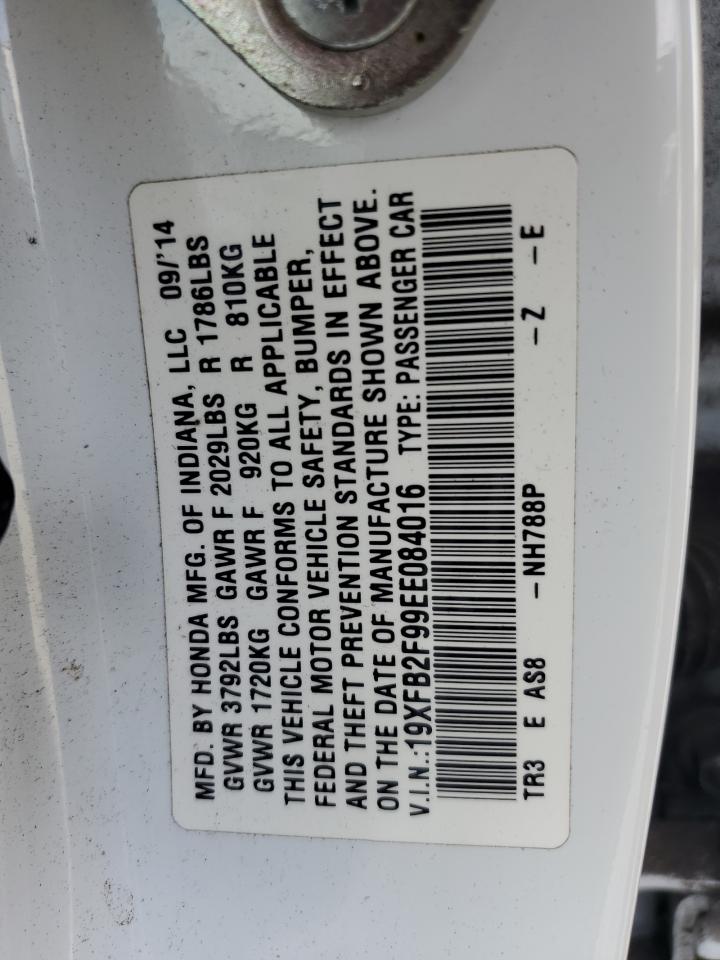 MFD. BY HONDA MFG. OF INDIANA, LLC 09/'14
GVWR 3792LBS GAWR F 2029LBS R 1786LBS
GVWR 1720KG GAWR F 920KG R 810KG
THIS VEHICLE CONFORMS TO ALL APPLICABLE
FEDERAL MOTOR VEHICLE SAFETY, BUMPER,
AND THEFT PREVENTION STANDARDS IN EFFECT
ON THE DATE OF MANUFACTURE SHOWN ABOVE.
V.I.N.:19XFB2F99EE084016 TYPE: PASSENGER CAR
TR3 E AS8 –NH788P –Z –E